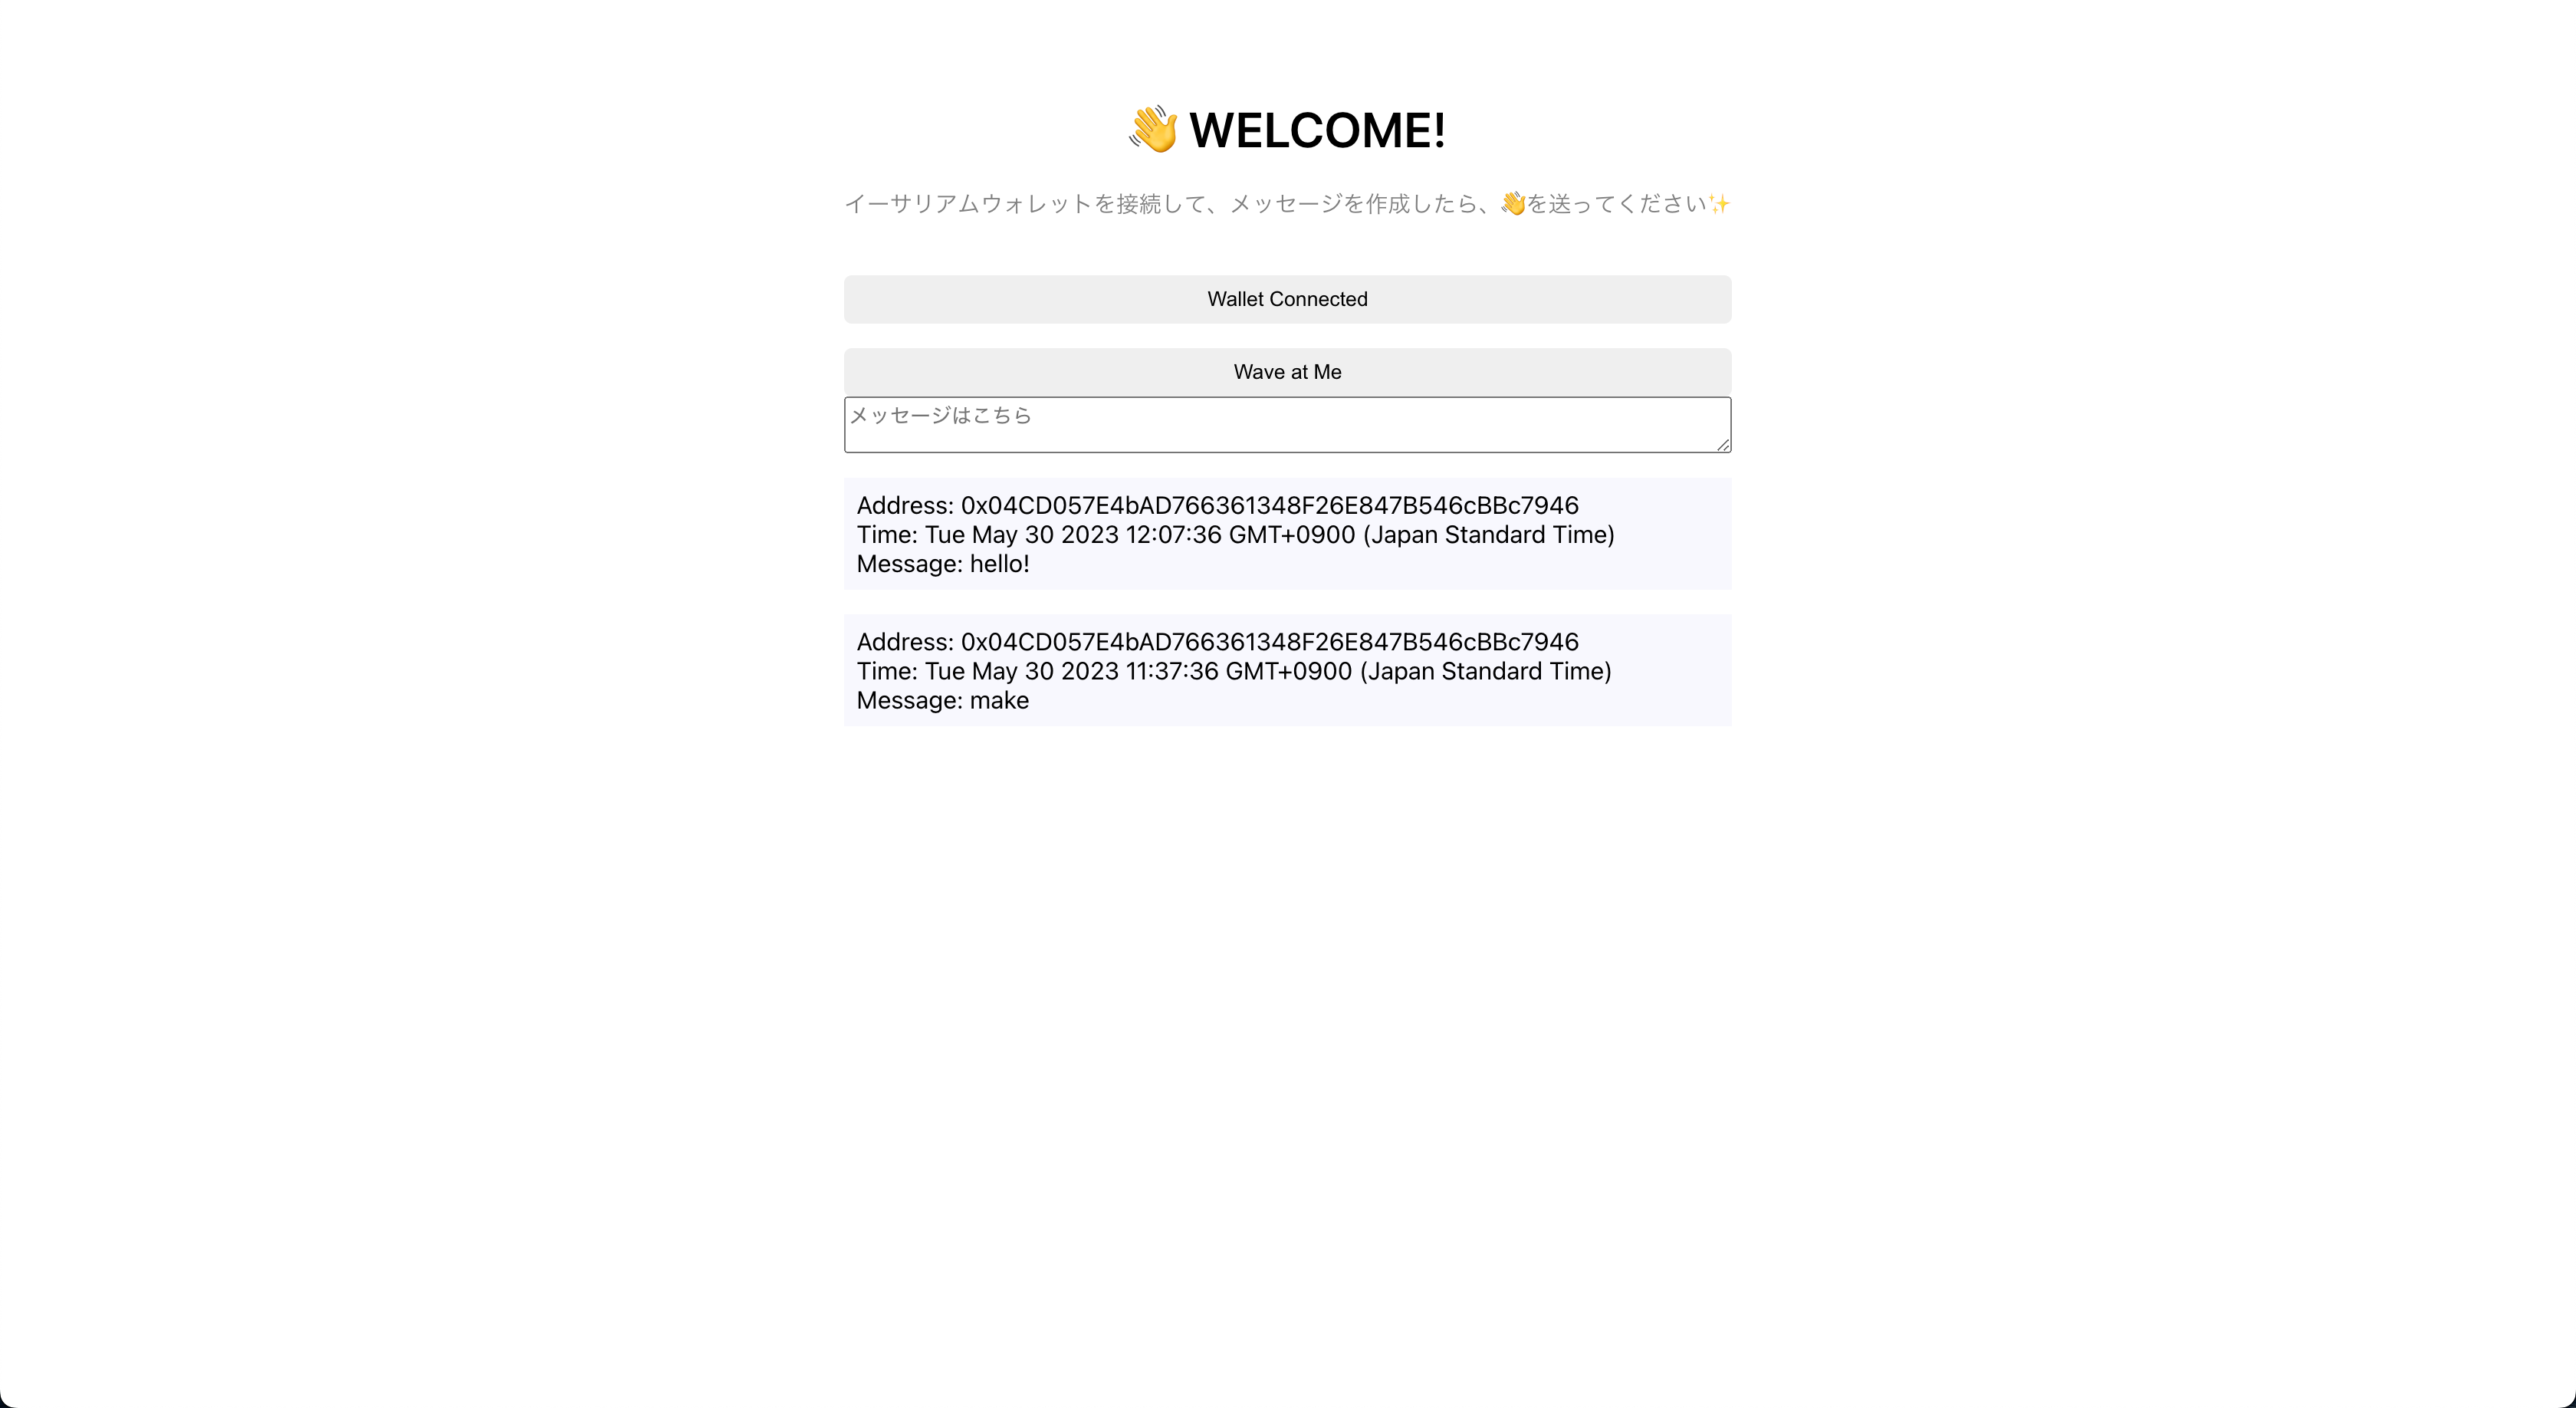 👋 WELCOME!
イーサリアムウォレットを接続して、メッセージを作成したら、👋を送ってください✨
Wallet Connected
Wave at Me
メッセージはこちら
Address: 0x04CD057E4bAD766361348F26E847B546cBBc7946
Time: Tue May 30 2023 12:07:36 GMT+0900 (Japan Standard Time)
Message: hello!
Address: 0x04CD057E4bAD766361348F26E847B546cBBc7946
Time: Tue May 30 2023 11:37:36 GMT+0900 (Japan Standard Time)
Message: make